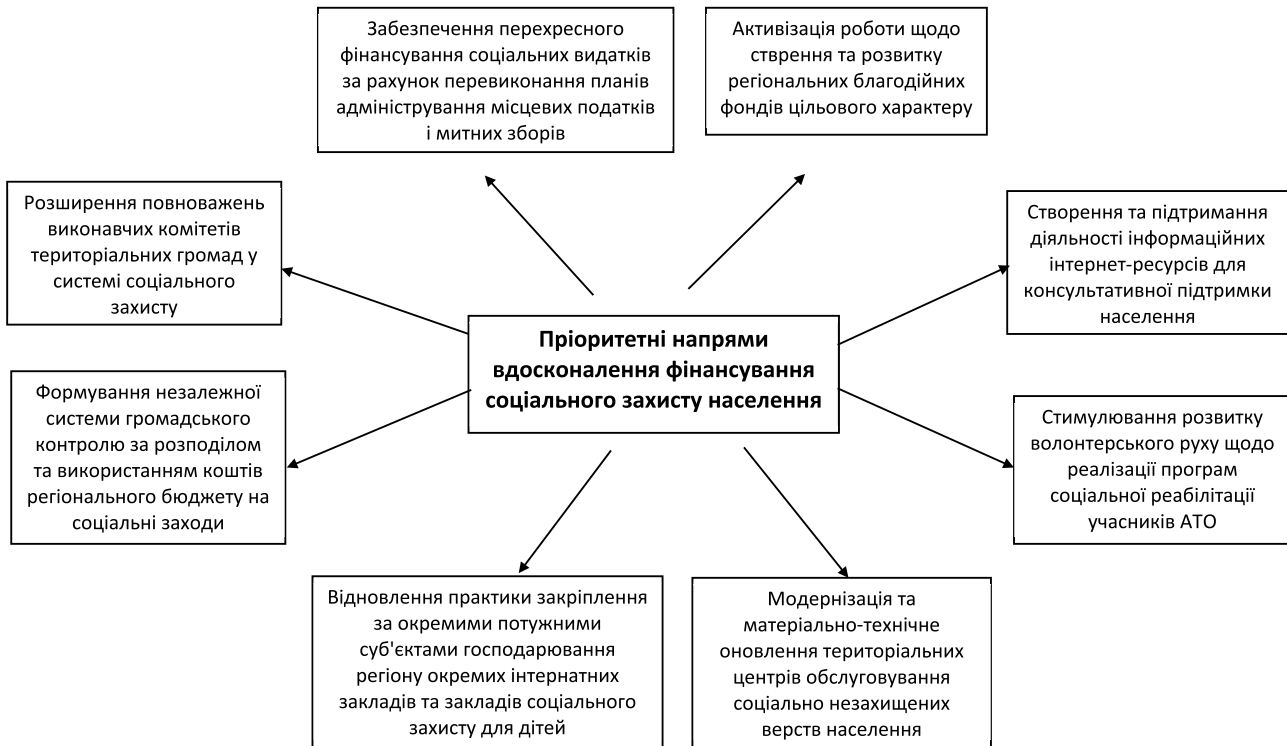 Забезпечення перехресного
фінансування соціальних видатків
за рахунок перевиконання планів
адміністрування місцевих податків
і митних зборів
Активізація роботи щодо
стврення та розвитку
регіональних благодійних
фондів цільового характеру
Розширення повноважень
виконавчих комітетів
територіальних громад у
системі соціального
захисту
Створення та підтримання
діяльності інформаційних
інтернет-ресурсів для
консультативної підтримки
населення
Пріоритетні напрями
вдосконалення фінансування
соціального захисту населення
Формування незалежної
системи громадського
контролю за розподілом
та використанням коштів
регіонального бюджету на
соціальні заходи
Стимулювання розвитку
волонтерського руху щодо
реалізації програм
соціальної реабілітації
учасників АТО
Відновлення практики закріплення
за окремими потужними
суб'єктами господарювання
регіону окремих інтернатних
закладів та закладів соціального
захисту для дітей
Модернізація та
матеріально-технічне
оновлення територіальних
центрів обслуговування
соціально незахищених
верств населення